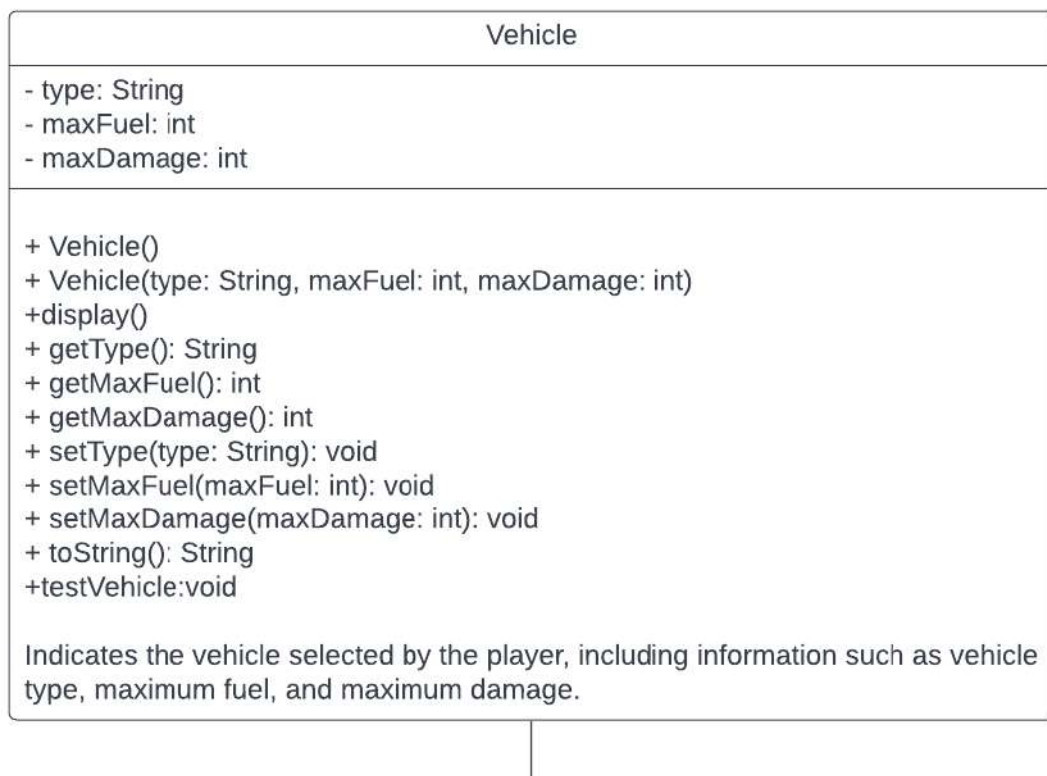 Vehicle
- type: String
- maxFuel: int
- maxDamage: int
+ Vehicle()
+ Vehicle(type: String, maxFuel: int, maxDamage: int)
+display()
+ getType(): String
+ getMaxFuel(): int
+ getMaxDamage(): int
+ setType(type: String): void
+ setMaxFuel(maxFuel: int): void
+ setMaxDamage(maxDamage: int): void
+ toString(): String
+testVehicle:void
Indicates the vehicle selected by the player, including information such as vehicle
type, maximum fuel, and maximum damage.